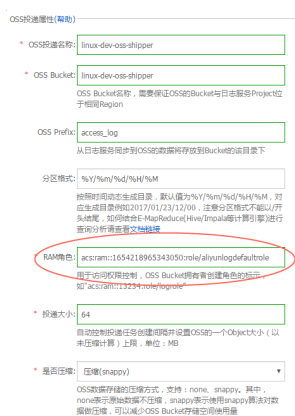 OSS投递属性(帮助)
* OSS投递名称: linux-dev-oss-shipper
* OSS Bucket: linux-dev-oss-shipper
OSS Bucket名称，需要保证OSS的Bucket与日志服务Project位
于相同Region
OSS Prefix: access_log
从日志服务同步到OSS的数据将存放到Bucket的该目录下
分区格式: %Y/%m/%d/%H/%M
按照时间动态生成目录，默认值为%Y/%m/%d/%H/%M，对
应生成目录例如2017/01/23/12/00，注意分区格式不能以/开
头结尾，如何结合E-MapReduce(Hive/Impala等计算引擎)进行
查询分析请查看文档链接
* RAM角色: acs:ram::1654218965343050:role/aliyunlogdefaultrole
用于访问权限控制，OSS Bucket拥有者创建角色的标示，
如"acs:ram::13234:role/logrole"
* 投递大小: 64
自动控制投递任务创建间隔并设置OSS的一个Object大小（以
未压缩计算）上限，单位：MB
* 是否压缩: 压缩(snappy)
OSS数据存储的压缩方式，支持：none、snappy。其中，
none表示原始数据不压缩，snappy表示使用snappy算法对数
据做压缩，可以减少OSS Bucket存储空间使用量